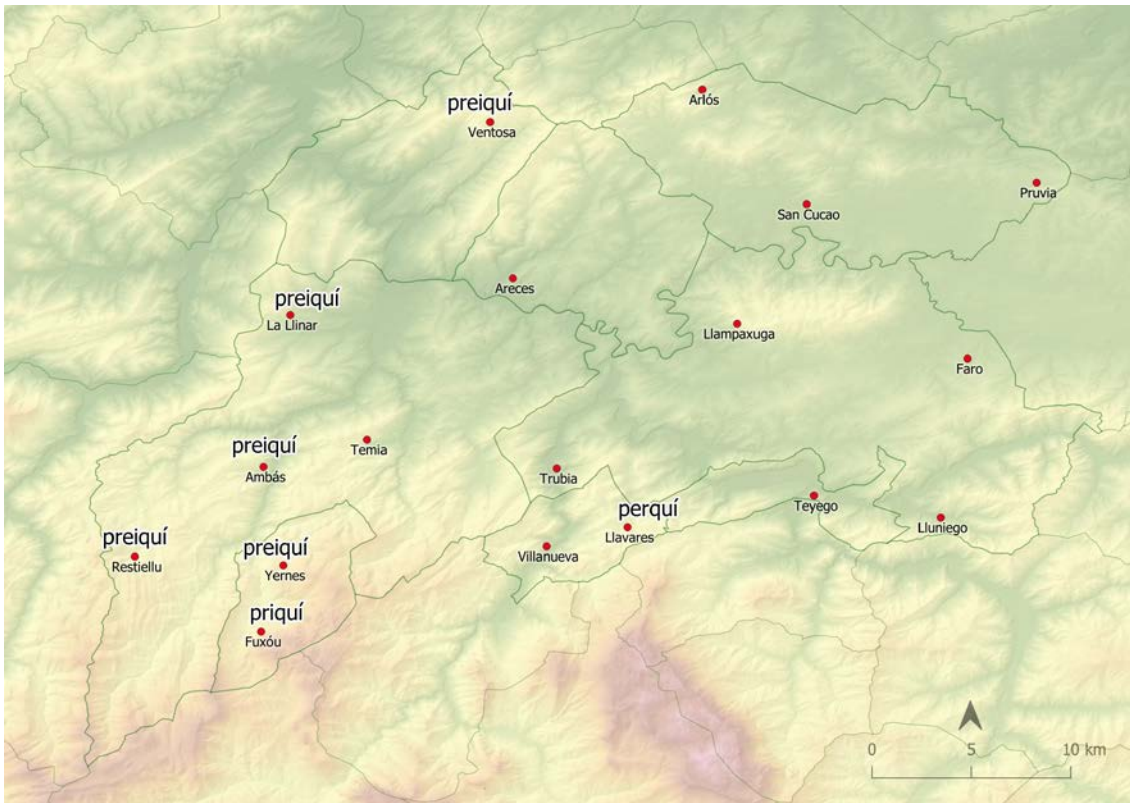 Arlós
preiquí
Ventosa
Pruvia
San Cucao
Areces
preiquí
La Llinar
Llampaxuga
Faro
preiquí
Ambás
Temia
Trubia
Teyego
perquí
Llavares
Lluniego
preiquí
Restiellu
preiquí
Yernes
Villanueva
priquí
Fuxóu
0 5 10 km